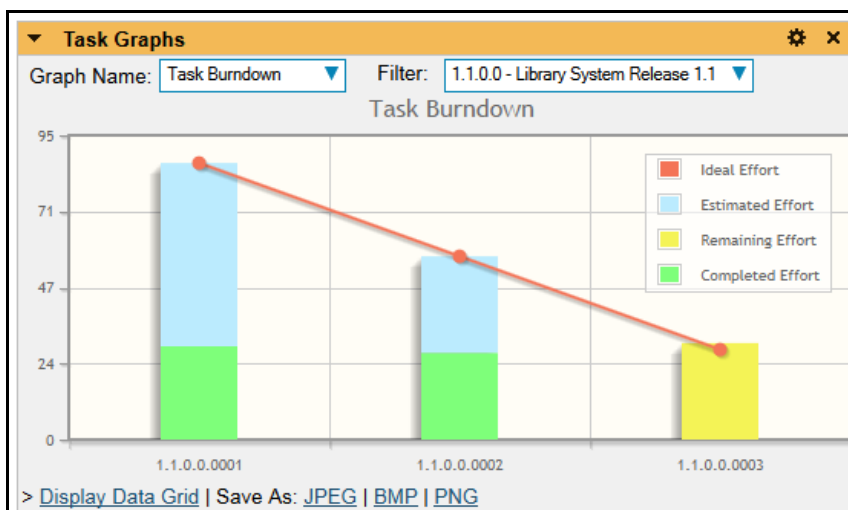 Task Graphs
Graph Name: Task Burndown Filter: 1.1.0.0 - Library System Release 1.1
Task Burndown
95
71
47
24
0
Ideal Effort
Estimated Effort
Remaining Effort
Completed Effort
1.1.0.0.0001 1.1.0.0.0002 1.1.0.0.0003
> Display Data Grid | Save As: JPEG | BMP | PNG